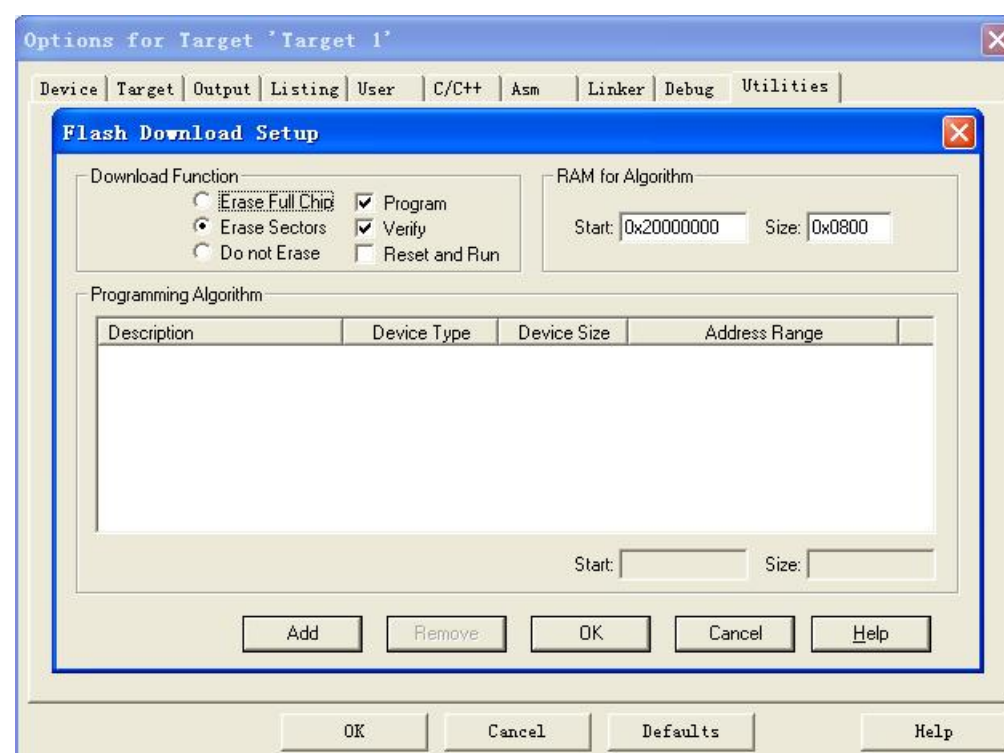 Options for Target 'Target 1'
Device Target Output Listing User C/C++ Asm Linker Debug Utilities
Flash Download Setup
Download Function
Erase Full Chip
Erase Sectors
Do not Erase
Program
Verify
Reset and Run
RAM for Algorithm
Start: 0x20000000 Size: 0x0800
Programming Algorithm
Description Device Type Device Size Address Range
Start: Size:
Add Remove OK Cancel Help
OK Cancel Defaults Help